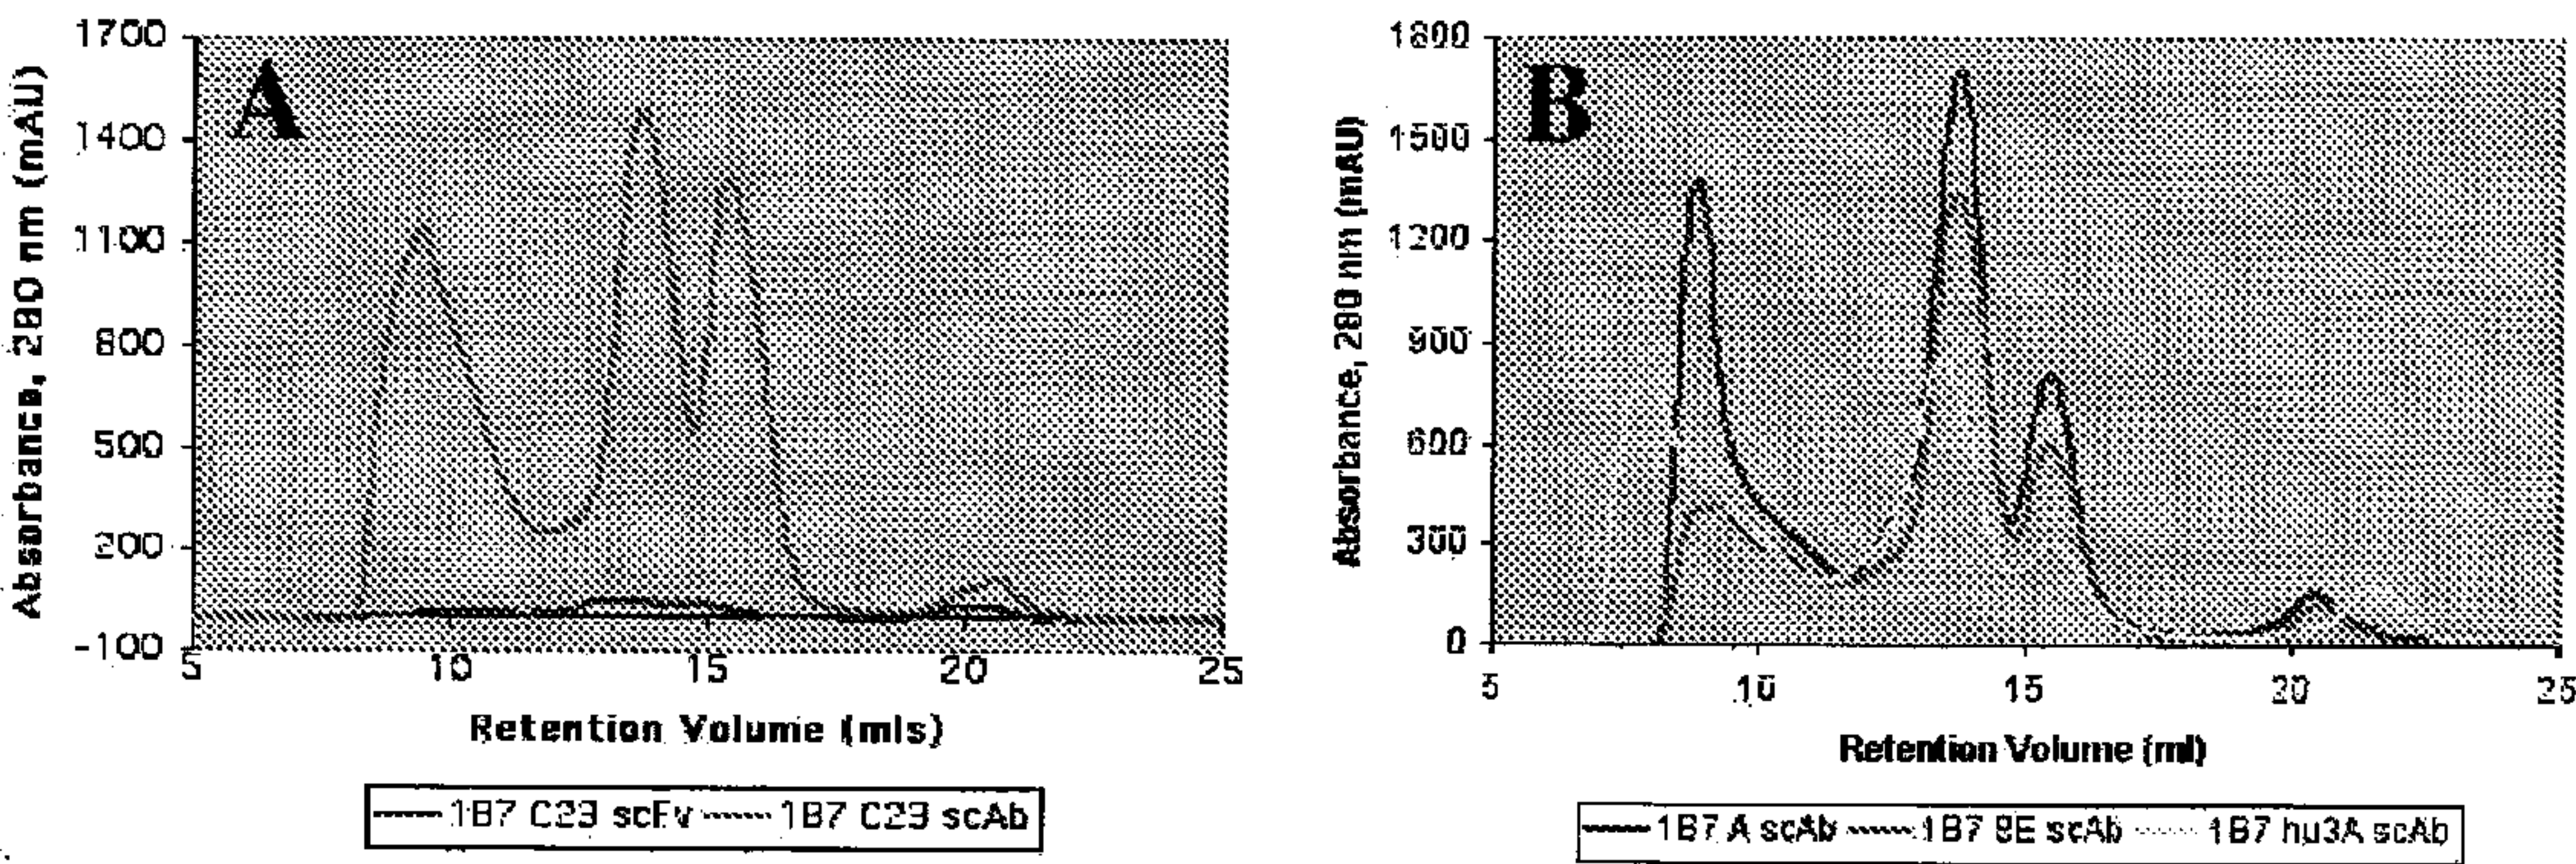 A
1700
1400
1100
800
500
200
-100
5 10 15 20 25
Absorbance, 280 nm (mAU)
Retention Volume (mls)
1B7 C23 scFv 1B7 C23 scAb
B
1800
1500
1200
900
600
300
0
5 10 15 20 25
Absorbance, 280 nm (mAU)
Retention Volume (ml)
1B7 A scAb 1B7 scAb 1B7 hu3A scAb